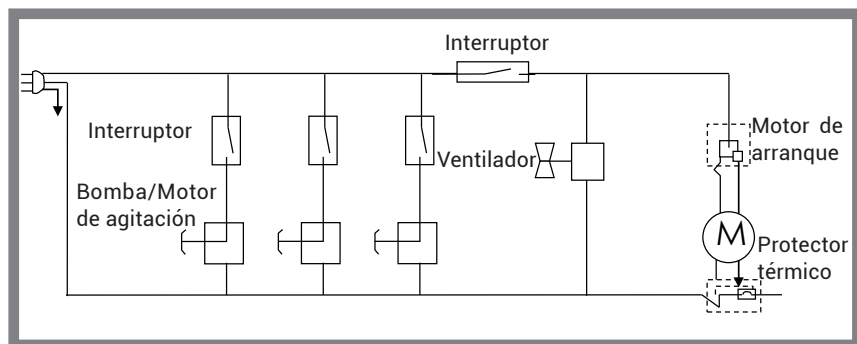 Interruptor
Interruptor
Motor de
arranque
Ventilador
Bomba/Motor
de agitación
M
Protector
térmico